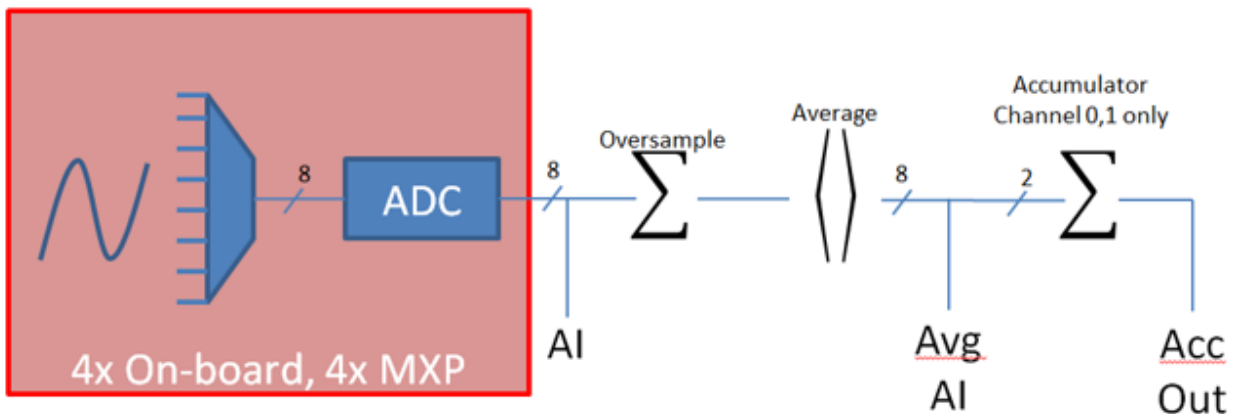 Accumulator
Channel 0,1 only
Average
Oversample
∑
∑
8
ADC
8
8
2
4x On-board, 4x MXP
AI
Avg
AI
Acc
Out